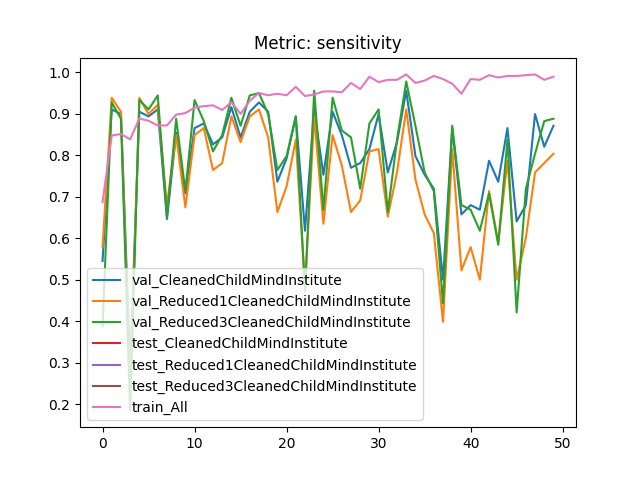 Metric: sensitivity
1.0
0.9
0.8
0.7
0.6
0.5
0.4
0.3
0.2
val_CleanedChildMindInstitute
val_Reduced1CleanedChildMindInstitute
val_Reduced3CleanedChildMindInstitute
test_CleanedChildMindInstitute
test_Reduced1CleanedChildMindInstitute
test_Reduced3CleanedChildMindInstitute
train_All
0 10 20 30 40 50